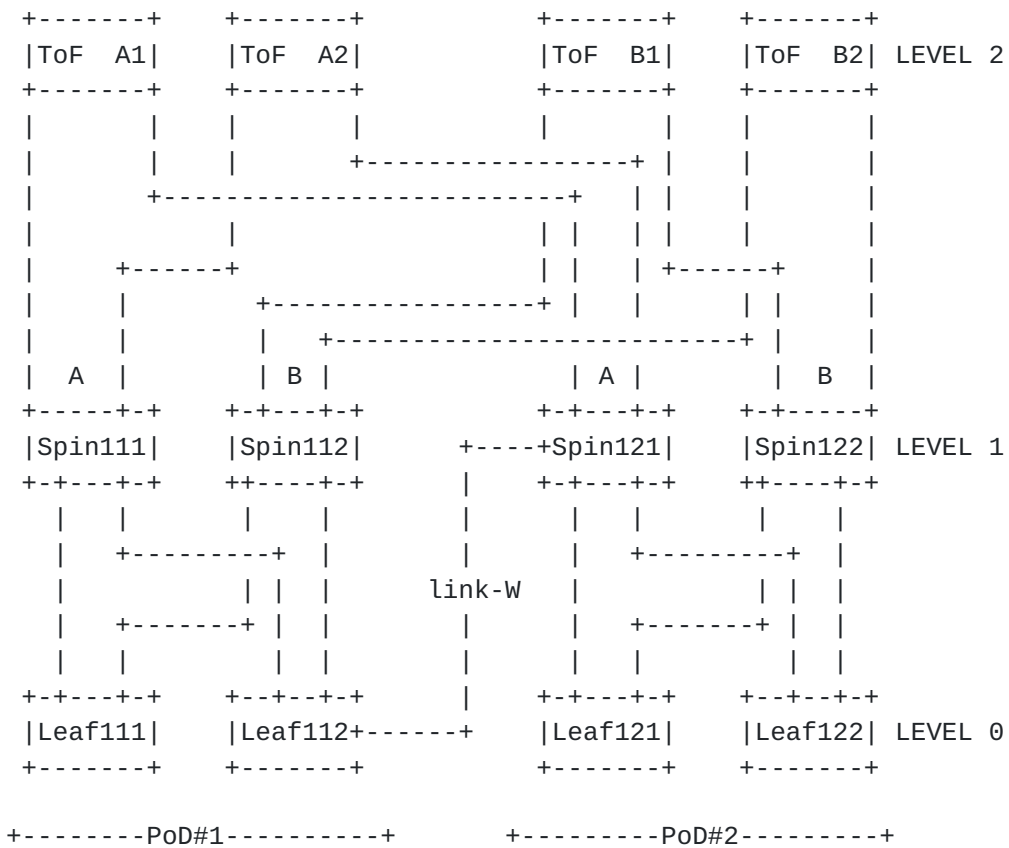 ToF A1 ToF A2 ToF B1 ToF B2 LEVEL 2
A B A B
Spin111 Spin112 Spin121 Spin122 LEVEL 1
link-W
Leaf111 Leaf112 Leaf121 Leaf122 LEVEL 0
PoD#1 PoD#2